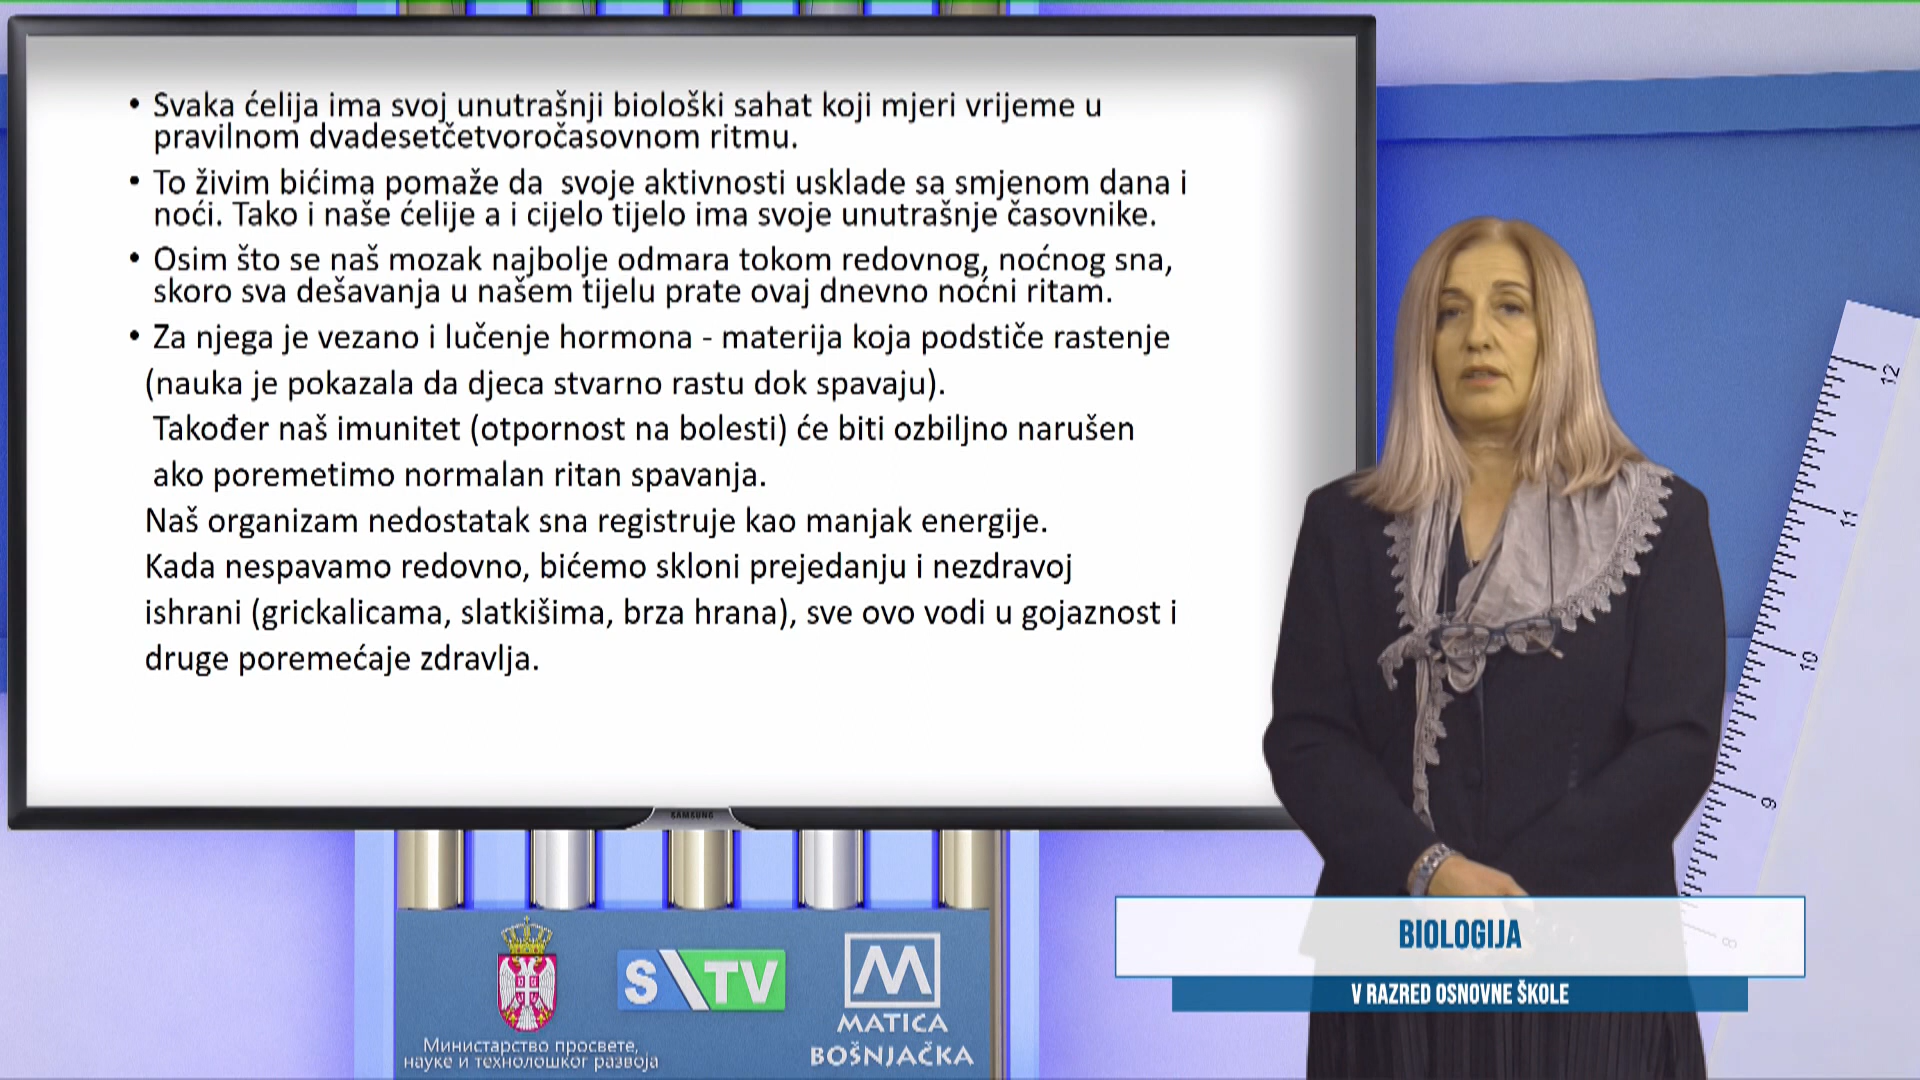 • Svaka ćelija ima svoj unutrašnji biološki sahat koji mjeri vrijeme u
pravilnom dvadesetčetvoročasovnom ritmu.
• To živim bićima pomaže da  svoje aktivnosti usklade sa smjenom dana i
noći. Tako i naše ćelije a i cijelo tijelo ima svoje unutrašnje časovnike.
• Osim što se naš mozak najbolje odmara tokom redovnog, noćnog sna,
skoro sva dešavanja u našem tijelu prate ovaj dnevno noćni ritam.
• Za njega je vezano i lučenje hormona - materija koja podstiče rastenje
(nauka je pokazala da djeca stvarno rastu dok spavaju).
Također naš imunitet (otpornost na bolesti) će biti ozbiljno narušen
ako poremetimo normalan ritan spavanja.
Naš organizam nedostatak sna registruje kao manjak energije.
Kada nespavamo redovno, bićemo skloni prejedanju i nezdravoj
ishrani (grickalicama, slatkišima, brza hrana), sve ovo vodi u gojaznost i
druge poremećaje zdravlja.
SAMSUNG
12
11
10
9
8
BIOLOGIJA
V RAZRED OSNOVNE ŠKOLE
S TV
Министарство просвете,
науке и технолошког развоја
MATICA
BOŠNJAČKA